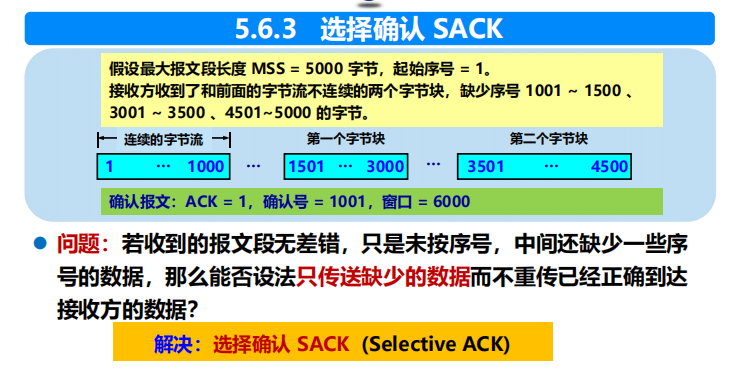 5.6.3 选择确认 SACK
假设最大报文段长度 MSS = 5000 字节，起始序号 = 1。
接收方收到了和前面的字节流不连续的两个字节块，缺少序号 1001 ~ 1500 、
3001 ~ 3500 、4501~5000 的字节。
连续的字节流 第一个字节块 第二个字节块
1 … 1000 … 1501 … 3000 … 3501 … 4500
确认报文：ACK = 1，确认号 = 1001，窗口 = 6000
● 问题：若收到的报文段无差错，只是未按序号，中间还缺少一些序
号的数据，那么能否设法只传送缺少的数据而不重传已经正确到达
接收方的数据？
解决：选择确认 SACK (Selective ACK)